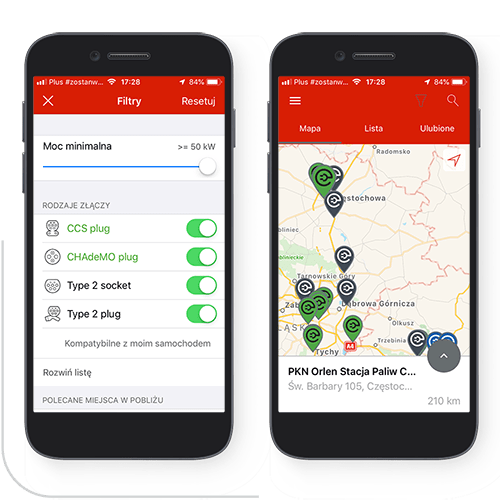 Plus #zostanw... 17:28 84%
Filtry Resetuj
Moc minimalna >= 50 kW
RODZAJE ZŁĄCZY
CCS plug
CHAdeMO plug
Type 2 socket
Type 2 plug
Kompatybilne z moim samochodem
Rozwiń listę
POLECANE MIEJSCA W POBLIŻU
Plus #zostanw... 17:28 84%
Mapa Lista Ulubione
Radomsko
Częstochowa
Tarnowskie Góry
Zabrze
Dąbrowa Górnicza
ŚLĄSK
Olkusz
Trzebinia
Tychy
A4
PKN Orlen Stacja Paliw C...
Św. Barbary 105, Częstoc...
210 km